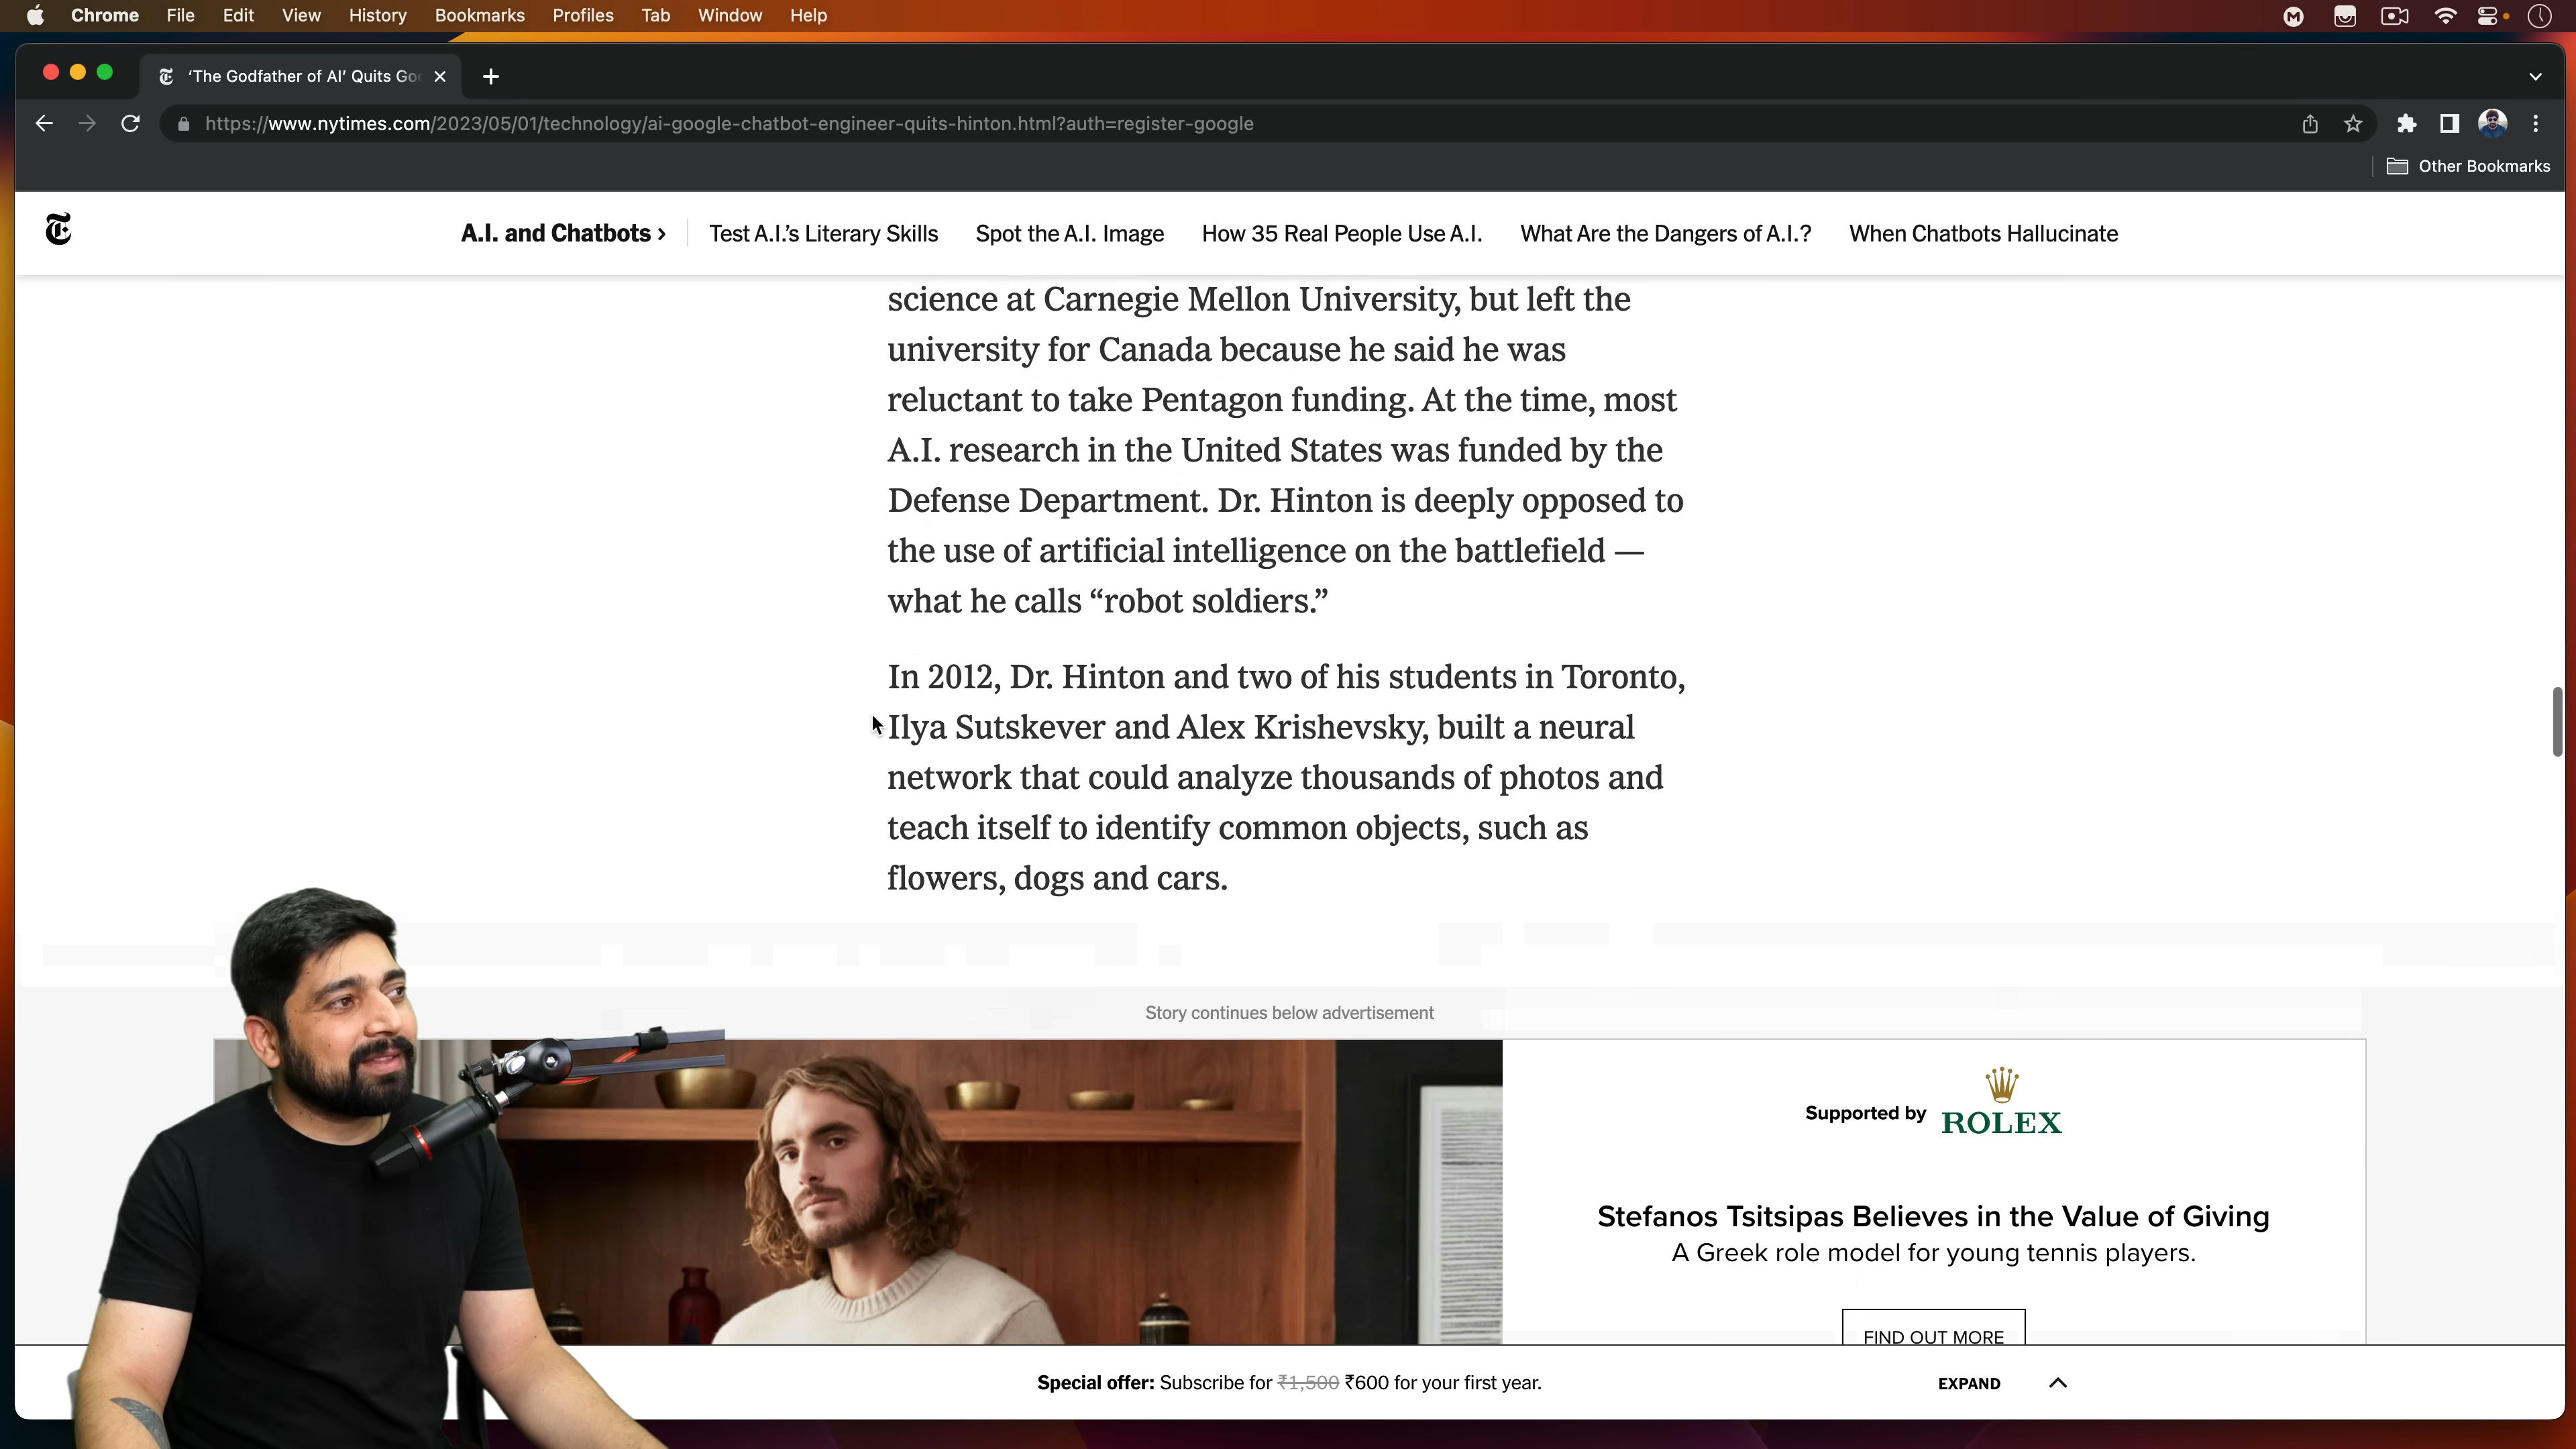 Chrome File Edit View History Bookmarks Profiles Tab Window Help
‘The Godfather of AI’ Quits Go
https://www.nytimes.com/2023/05/01/technology/ai-google-chatbot-engineer-quits-hinton.html?auth=register-google
Other Bookmarks
A.I. and Chatbots › Test A.I.’s Literary Skills Spot the A.I. Image How 35 Real People Use A.I. What Are the Dangers of A.I.? When Chatbots Hallucinate
science at Carnegie Mellon University, but left the
university for Canada because he said he was
reluctant to take Pentagon funding. At the time, most
A.I. research in the United States was funded by the
Defense Department. Dr. Hinton is deeply opposed to
the use of artificial intelligence on the battlefield —
what he calls “robot soldiers.”
In 2012, Dr. Hinton and two of his students in Toronto,
Ilya Sutskever and Alex Krishevsky, built a neural
network that could analyze thousands of photos and
teach itself to identify common objects, such as
flowers, dogs and cars.
Story continues below advertisement
Supported by ROLEX
Stefanos Tsitsipas Believes in the Value of Giving
A Greek role model for young tennis players.
FIND OUT MORE
Special offer: Subscribe for ₹1,500 ₹600 for your first year.
EXPAND